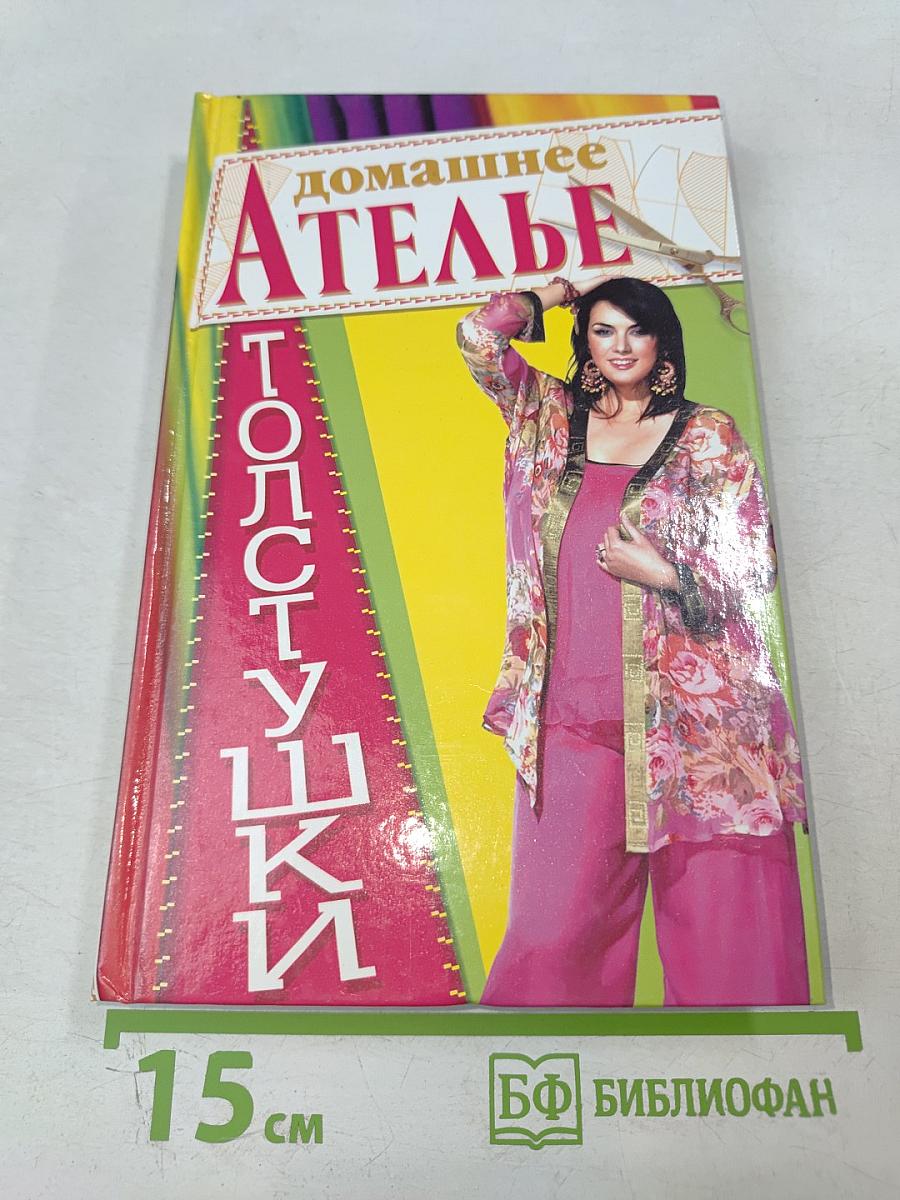 домашнее
АТЕЛЬЕ
ТОЛСТУШКИ
15 см
БФ БИБЛИОФАН